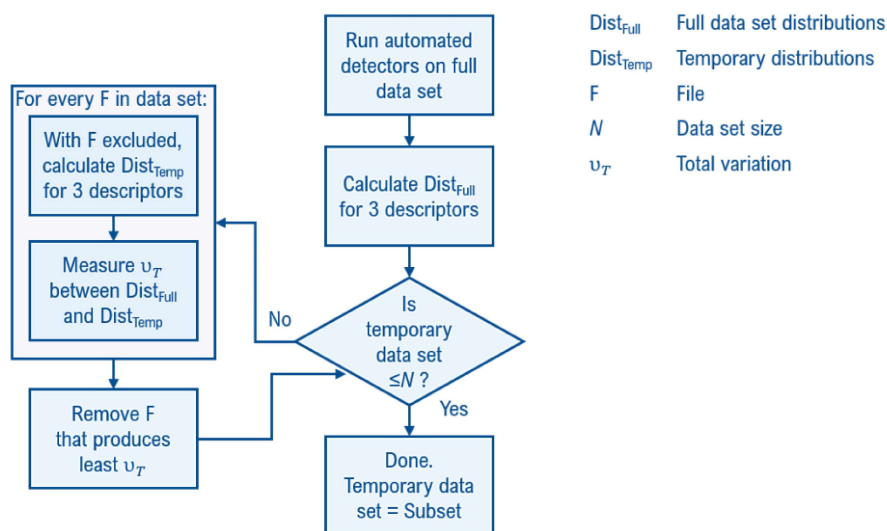 Run automated
detectors on full
data set
Calculate Dist_Full
for 3 descriptors
Is
temporary
data set
≤N ?
No
Yes
Done.
Temporary data
set = Subset
For every F in data set:
With F excluded,
calculate Dist_Temp
for 3 descriptors
Measure υ_T
between Dist_Full
and Dist_Temp
Remove F
that produces
least υ_T
Dist_Full Full data set distributions
Dist_Temp Temporary distributions
F File
N Data set size
υ_T Total variation